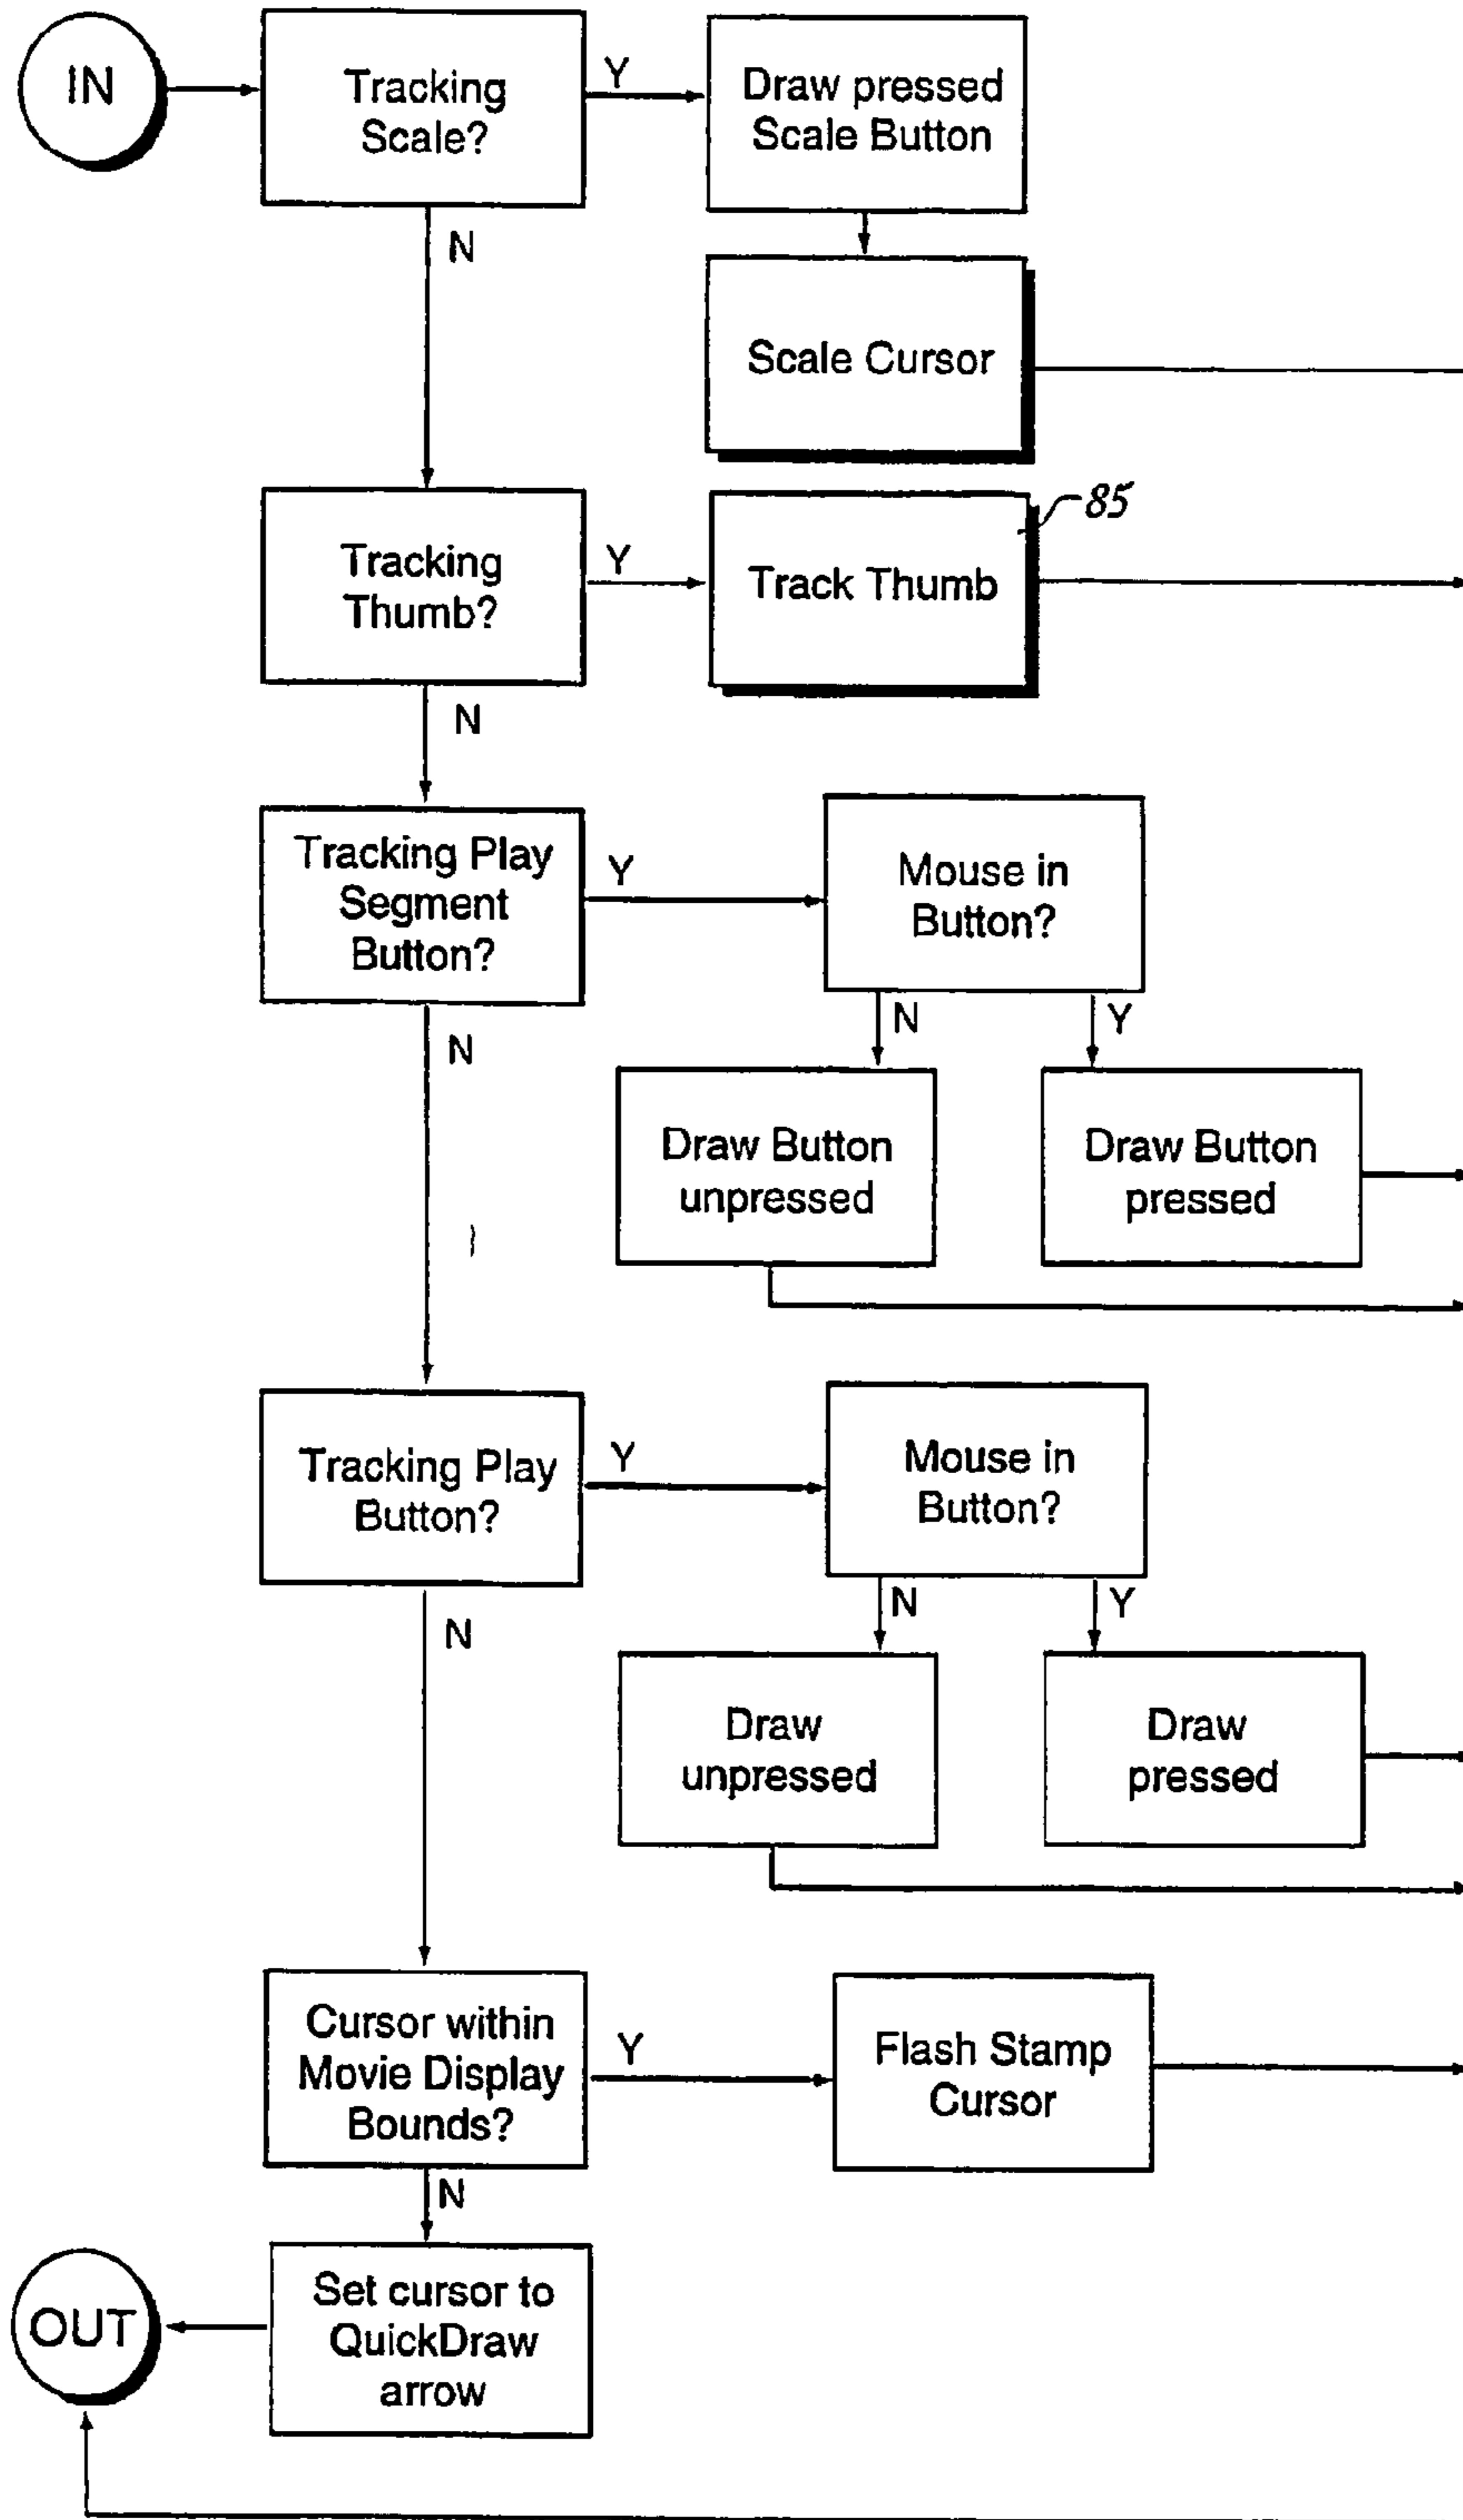 IN
Tracking
Scale?
Y
Draw pressed
Scale Button
N
Scale Cursor
Tracking
Thumb?
Y
Track Thumb
85
N
Tracking Play
Segment
Button?
Y
Mouse in
Button?
N
N
Y
Draw Button
unpressed
Draw Button
pressed
Tracking Play
Button?
Y
Mouse in
Button?
N
N
Y
Draw
unpressed
Draw
pressed
Cursor within
Movie Display
Bounds?
Y
Flash Stamp
Cursor
N
Set cursor to
QuickDraw
arrow
OUT